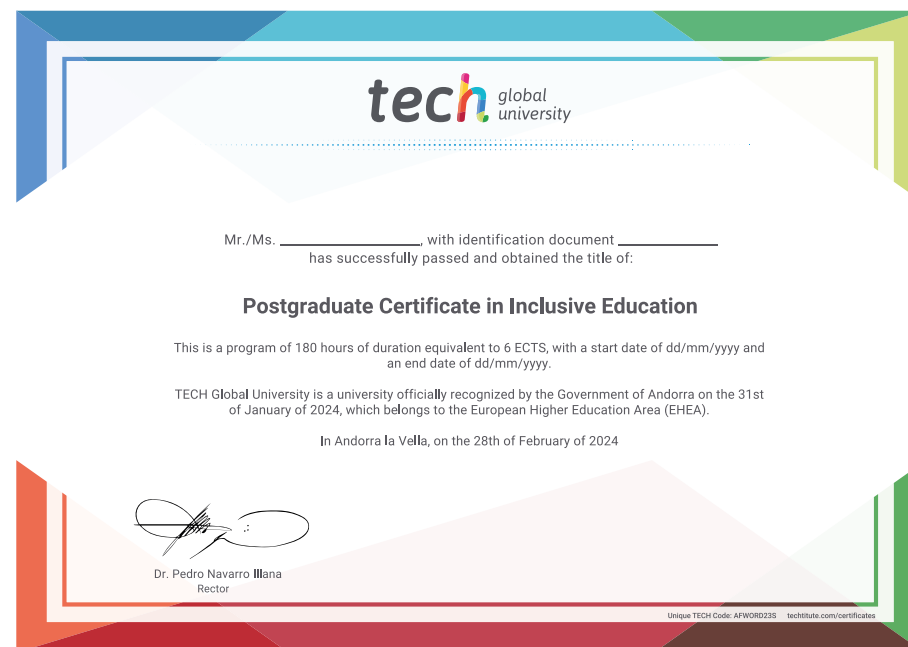 tech global university
Mr./Ms. ____________, with identification document ____________
has successfully passed and obtained the title of:
Postgraduate Certificate in Inclusive Education
This is a program of 180 hours of duration equivalent to 6 ECTS, with a start date of dd/mm/yyyy and
an end date of dd/mm/yyyy.
TECH Global University is a university officially recognized by the Government of Andorra on the 31st
of January of 2024, which belongs to the European Higher Education Area (EHEA).
In Andorra la Vella, on the 28th of February of 2024
Dr. Pedro Navarro Illana
Rector
Unique TECH Code: AFWORD23S techtitute.com/certificates